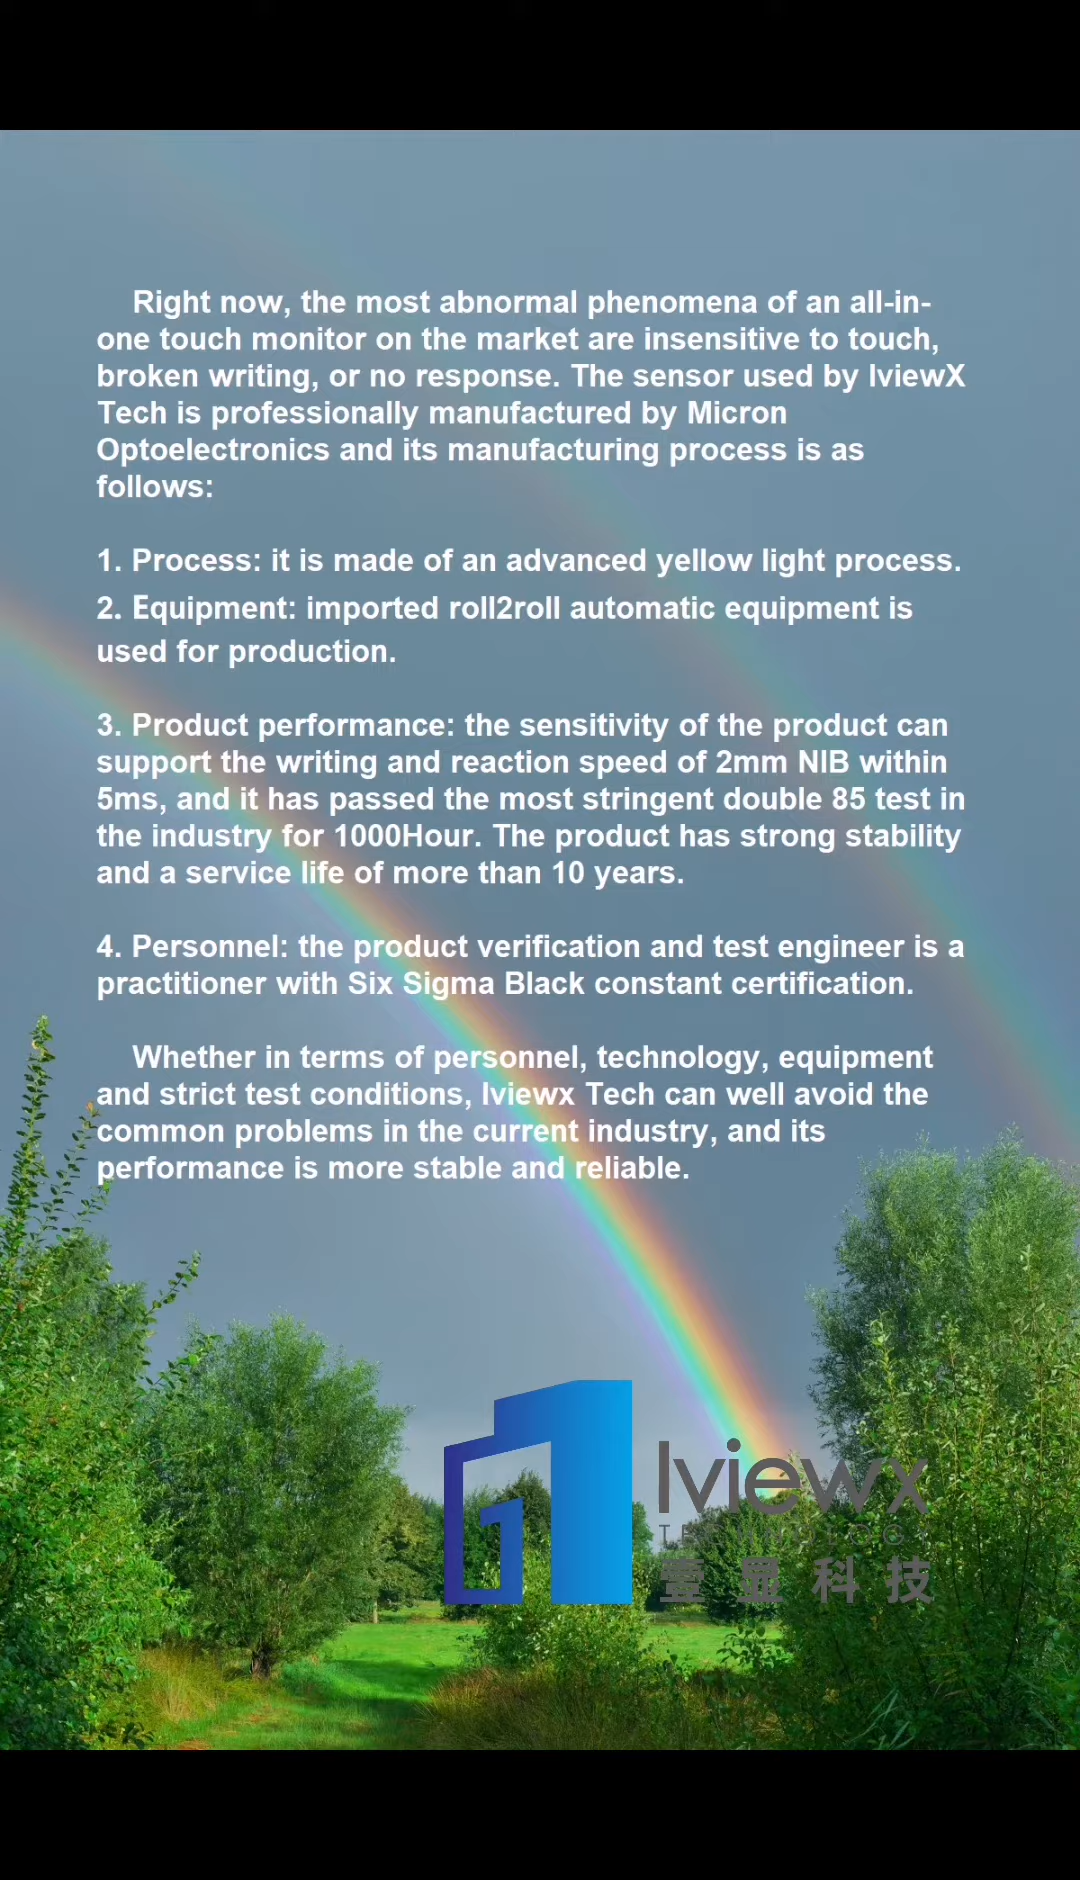 Right now, the most abnormal phenomena of an all-in-
one touch monitor on the market are insensitive to touch,
broken writing, or no response. The sensor used by IviewX
Tech is professionally manufactured by Micron
Optoelectronics and its manufacturing process is as
follows:
1. Process: it is made of an advanced yellow light process.
2. Equipment: imported roll2roll automatic equipment is
used for production.
3. Product performance: the sensitivity of the product can
support the writing and reaction speed of 2mm NIB within
5ms, and it has passed the most stringent double 85 test in
the industry for 1000Hour. The product has strong stability
and a service life of more than 10 years.
4. Personnel: the product verification and test engineer is a
practitioner with Six Sigma Black constant certification.
Whether in terms of personnel, technology, equipment
and strict test conditions, Iviewx Tech can well avoid the
common problems in the current industry, and its
performance is more stable and reliable.
Iviewx
TECHNOLOGY
壹显科技